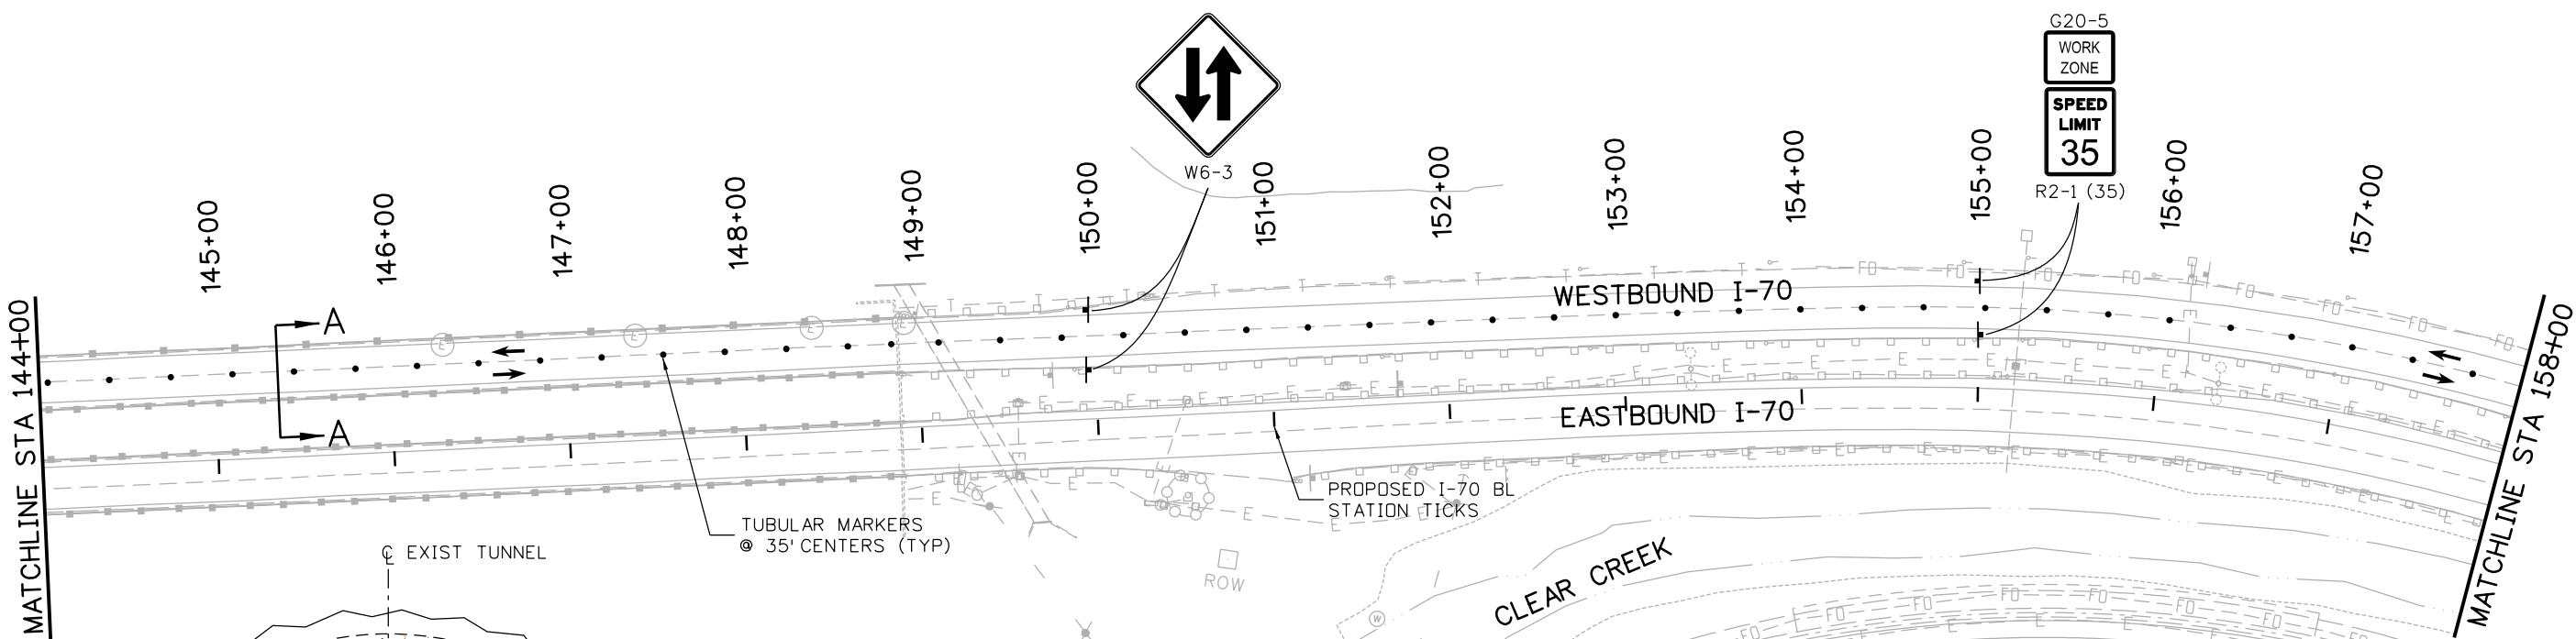 G20-5
WORK
ZONE
SPEED
LIMIT
35
R2-1 (35)
W6-3
145+00
146+00
147+00
148+00
149+00
150+00
151+00
152+00
153+00
154+00
155+00
156+00
157+00
MATCHLINE STA 144+00
A
A
WESTBOUND I-70
EASTBOUND I-70
MATCHLINE STA 158+00
PROPOSED I-70 BL
STATION TICKS
TUBULAR MARKERS
@ 35' CENTERS (TYP)
℄ EXIST TUNNEL
ROW
CLEAR CREEK